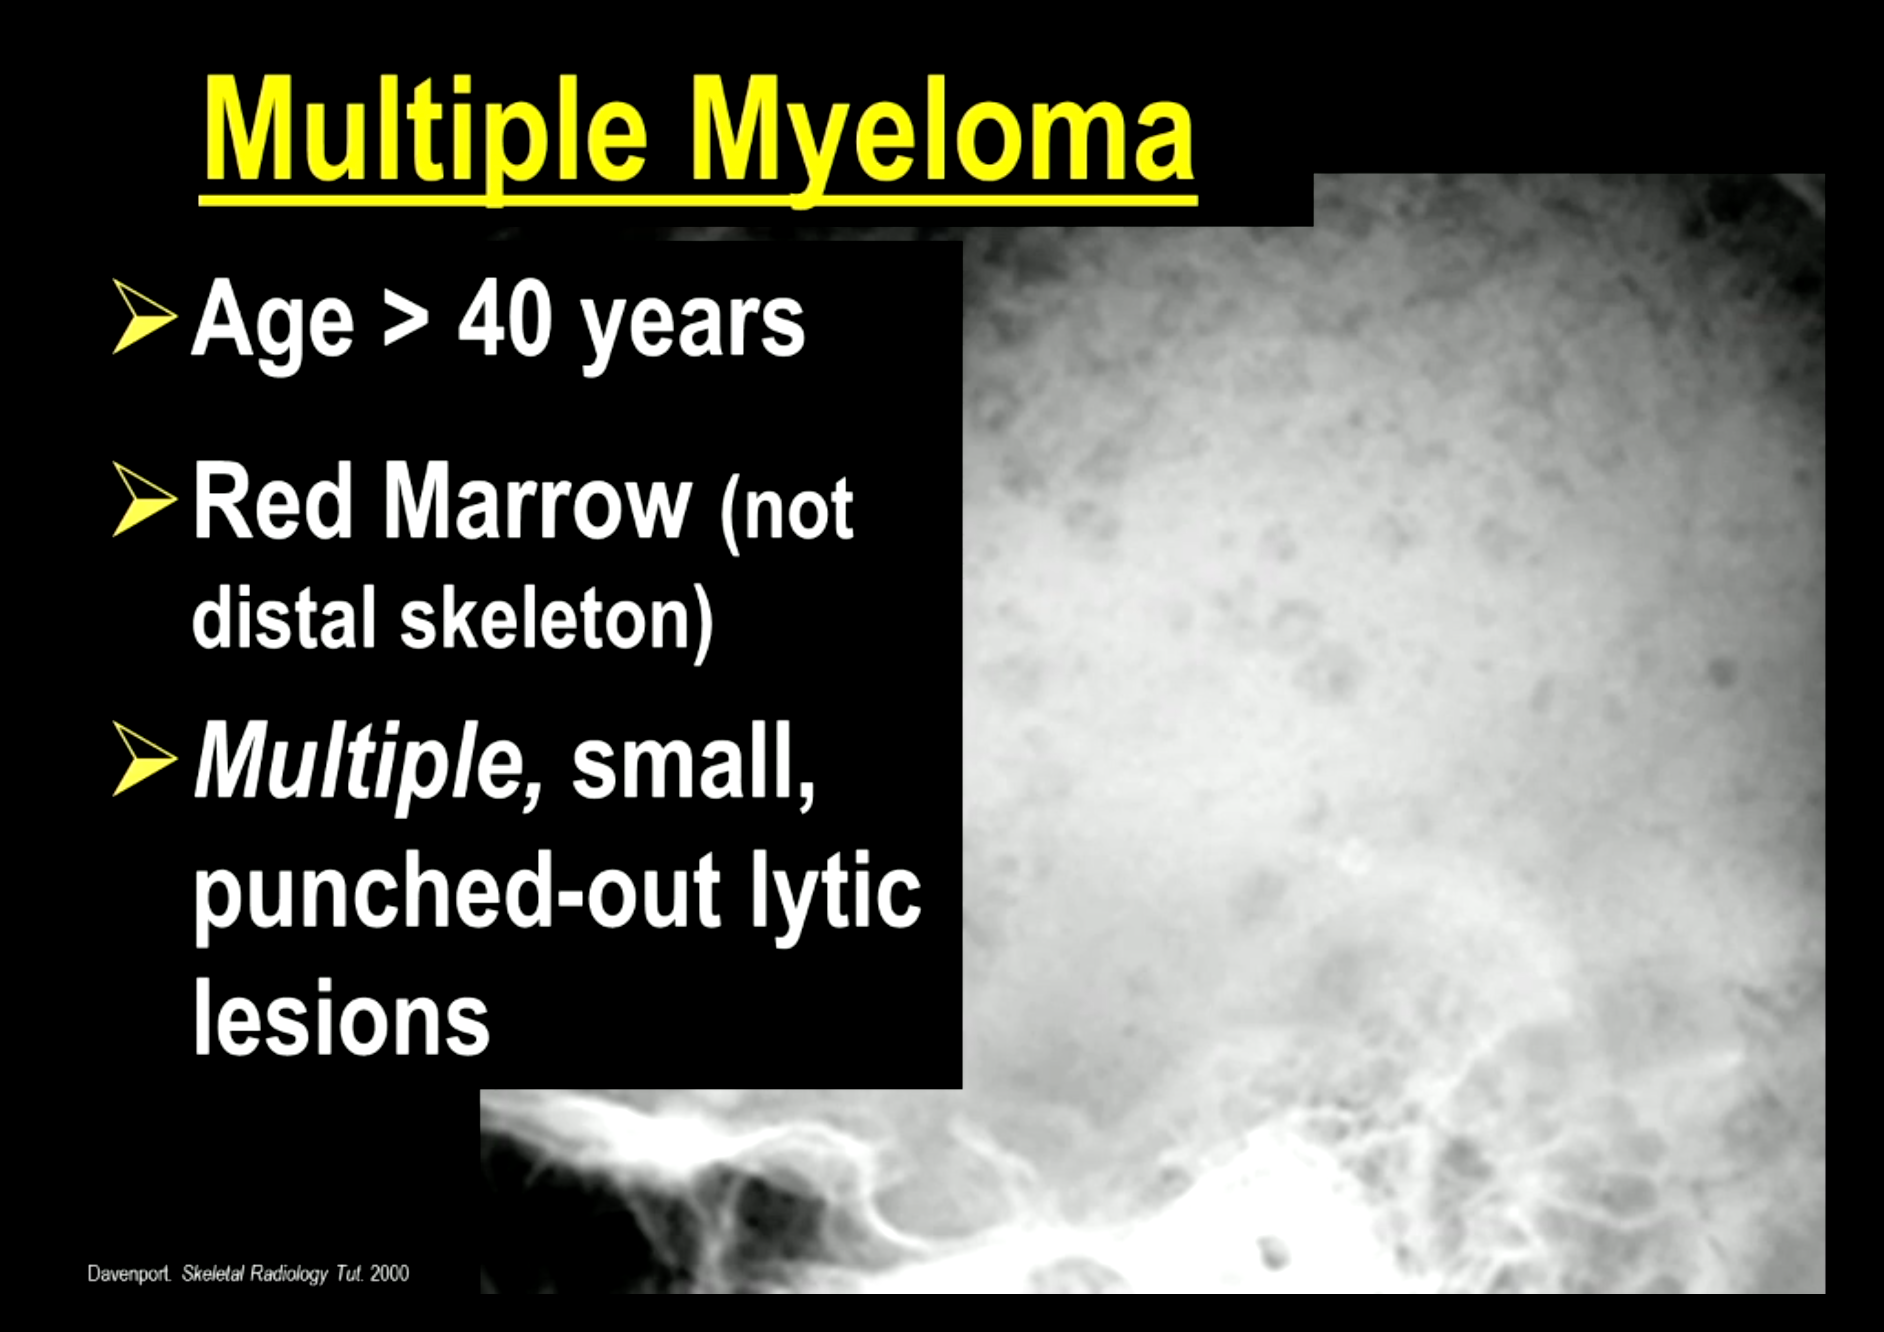 Multiple Myeloma
Age > 40 years
Red Marrow (not
distal skeleton)
Multiple, small,
punched-out lytic
lesions
Davenport. Skeletal Radiology Tut. 2000